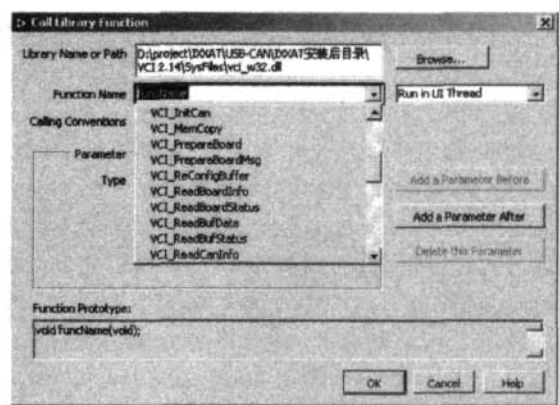 Call Library Function
Library Name or Path
D:\project\IXXAT\USB-CAN\IXXAT安装后目录\
VCI 2.14\SysFiles\vci_w32.dll
Browse...
Function Name
funcName
Run in UI Thread
Calling Conventions
VCI_InitCan
VCI_MemCopy
VCI_PrepareBoard
VCI_PrepareBoardMsg
VCI_ReConfigBuffer
VCI_ReadBoardInfo
VCI_ReadBoardStatus
VCI_ReadBufData
VCI_ReadBufStatus
VCI_ReadCanInfo
Parameter
Type
Add a Parameter Before
Add a Parameter After
Delete this Parameter
Function Prototype:
void funcName(void);
OK
Cancel
Help